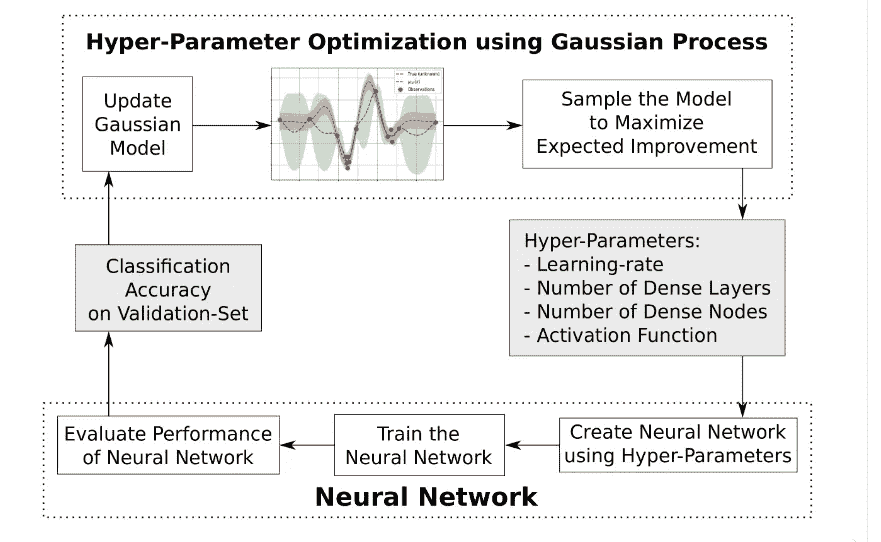 Hyper-Parameter Optimization using Gaussian Process
Update
Gaussian
Model
True (unknown)
Observations
Sample the Model
to Maximize
Expected Improvement
Hyper-Parameters:
- Learning-rate
- Number of Dense Layers
- Number of Dense Nodes
- Activation Function
Classification
Accuracy
on Validation-Set
Evaluate Performance
of Neural Network
Train the
Neural Network
Create Neural Network
using Hyper-Parameters
Neural Network